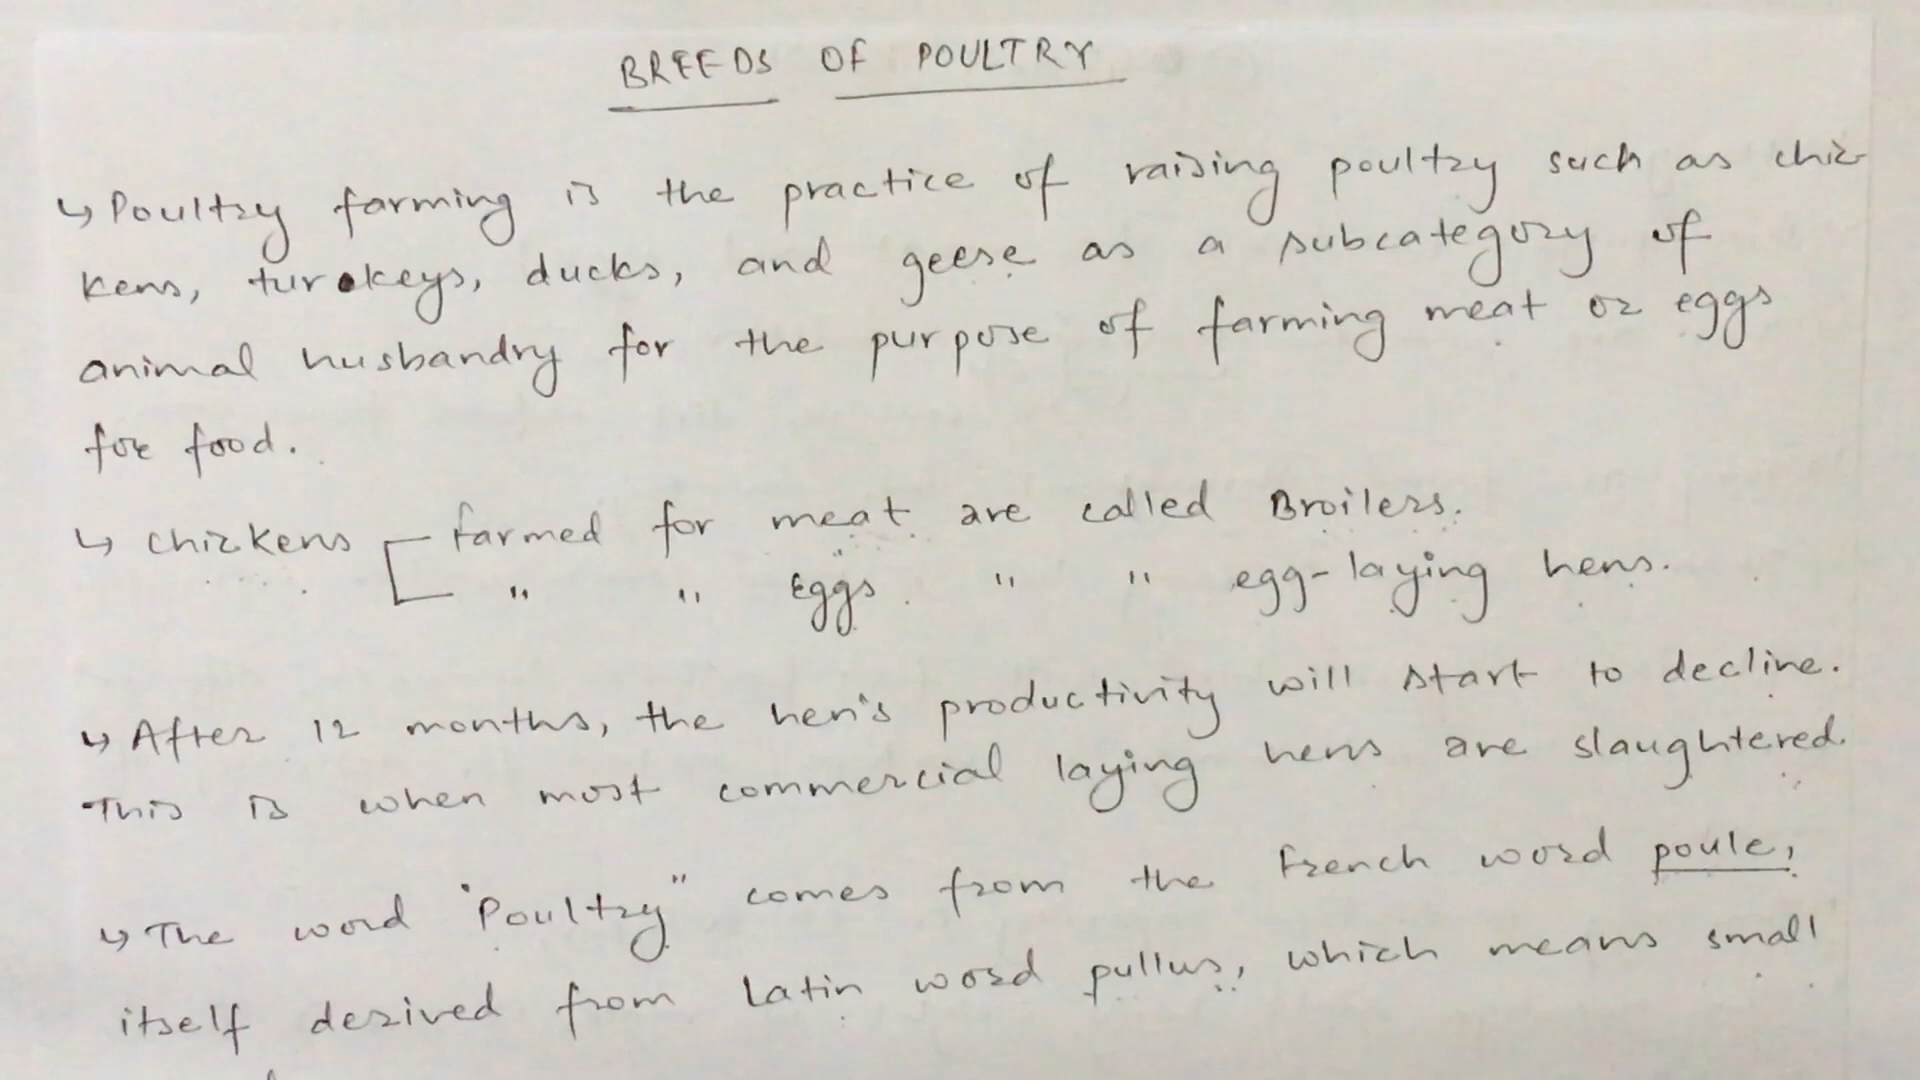 BREEDS OF POULTRY
↳ Poultry farming is the practice of raising poultry such as chic
kens, turkeys, ducks, and geese as a subcategory of
animal husbandry for the purpose of farming meat or eggs
for food.
↳ chickens farmed for meat are called Broilers.
" " Eggs " " egg-laying hens.
↳ After 12 months, the hen's productivity will start to decline.
This is when most commercial laying hens are slaughtered.
↳ The word "Poultry" comes from the French word poule,
itself derived from Latin word pullus, which means small